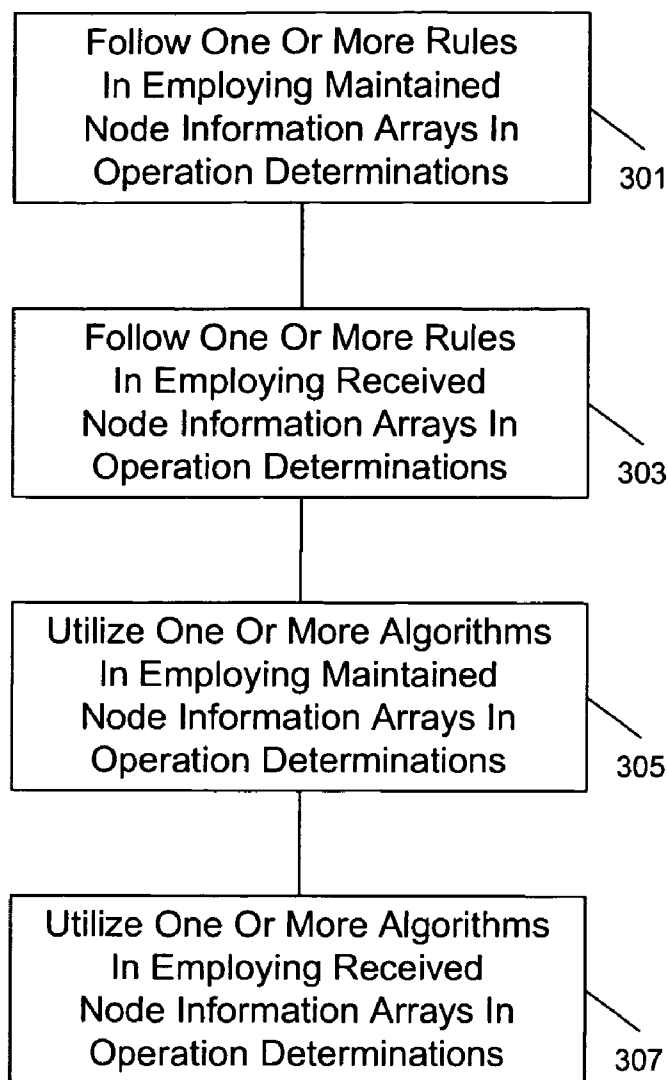 Follow One Or More Rules
In Employing Maintained
Node Information Arrays In
Operation Determinations
301
Follow One Or More Rules
In Employing Received
Node Information Arrays In
Operation Determinations
303
Utilize One Or More Algorithms
In Employing Maintained
Node Information Arrays In
Operation Determinations
305
Utilize One Or More Algorithms
In Employing Received
Node Information Arrays In
Operation Determinations
307